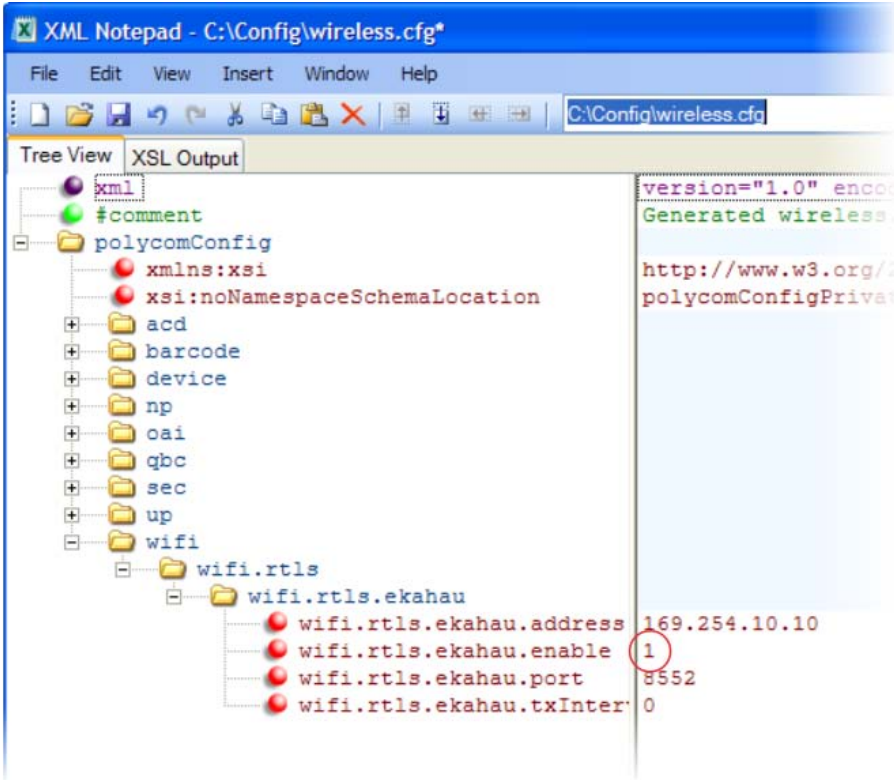 XML Notepad - C:\Config\wireless.cfg*
File Edit View Insert Window Help
C:\Config\wireless.cfg
Tree View XSL Output
xml version="1.0"
#comment Generated wireless
polycomConfig
xmlns:xsi http://www.w3.org/
xsi:noNamespaceSchemaLocation
acd
barcode
device
np
oai
qbc
sec
up
wifi
wifi.rtls
wifi.rtls.ekahau
wifi.rtls.ekahau.address 169.254.10.10
wifi.rtls.ekahau.enable 1
wifi.rtls.ekahau.port 8552
wifi.rtls.ekahau.txInter 0